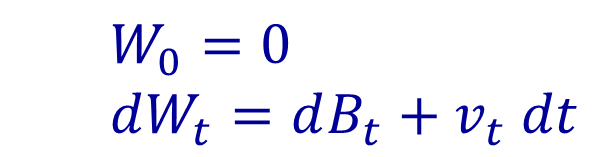 W₀ = 0
dWₜ = dBₜ + vₜ dt